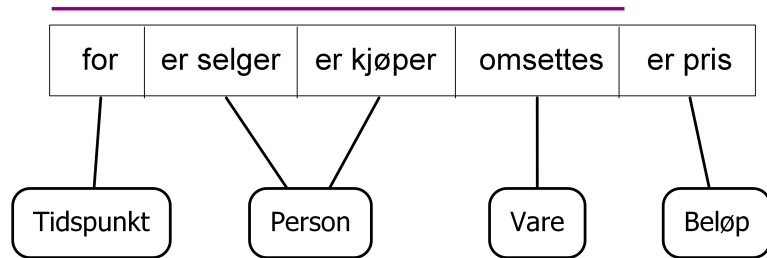 for er selger er kjøper omsettes er pris
Tidspunkt Person Vare Beløp